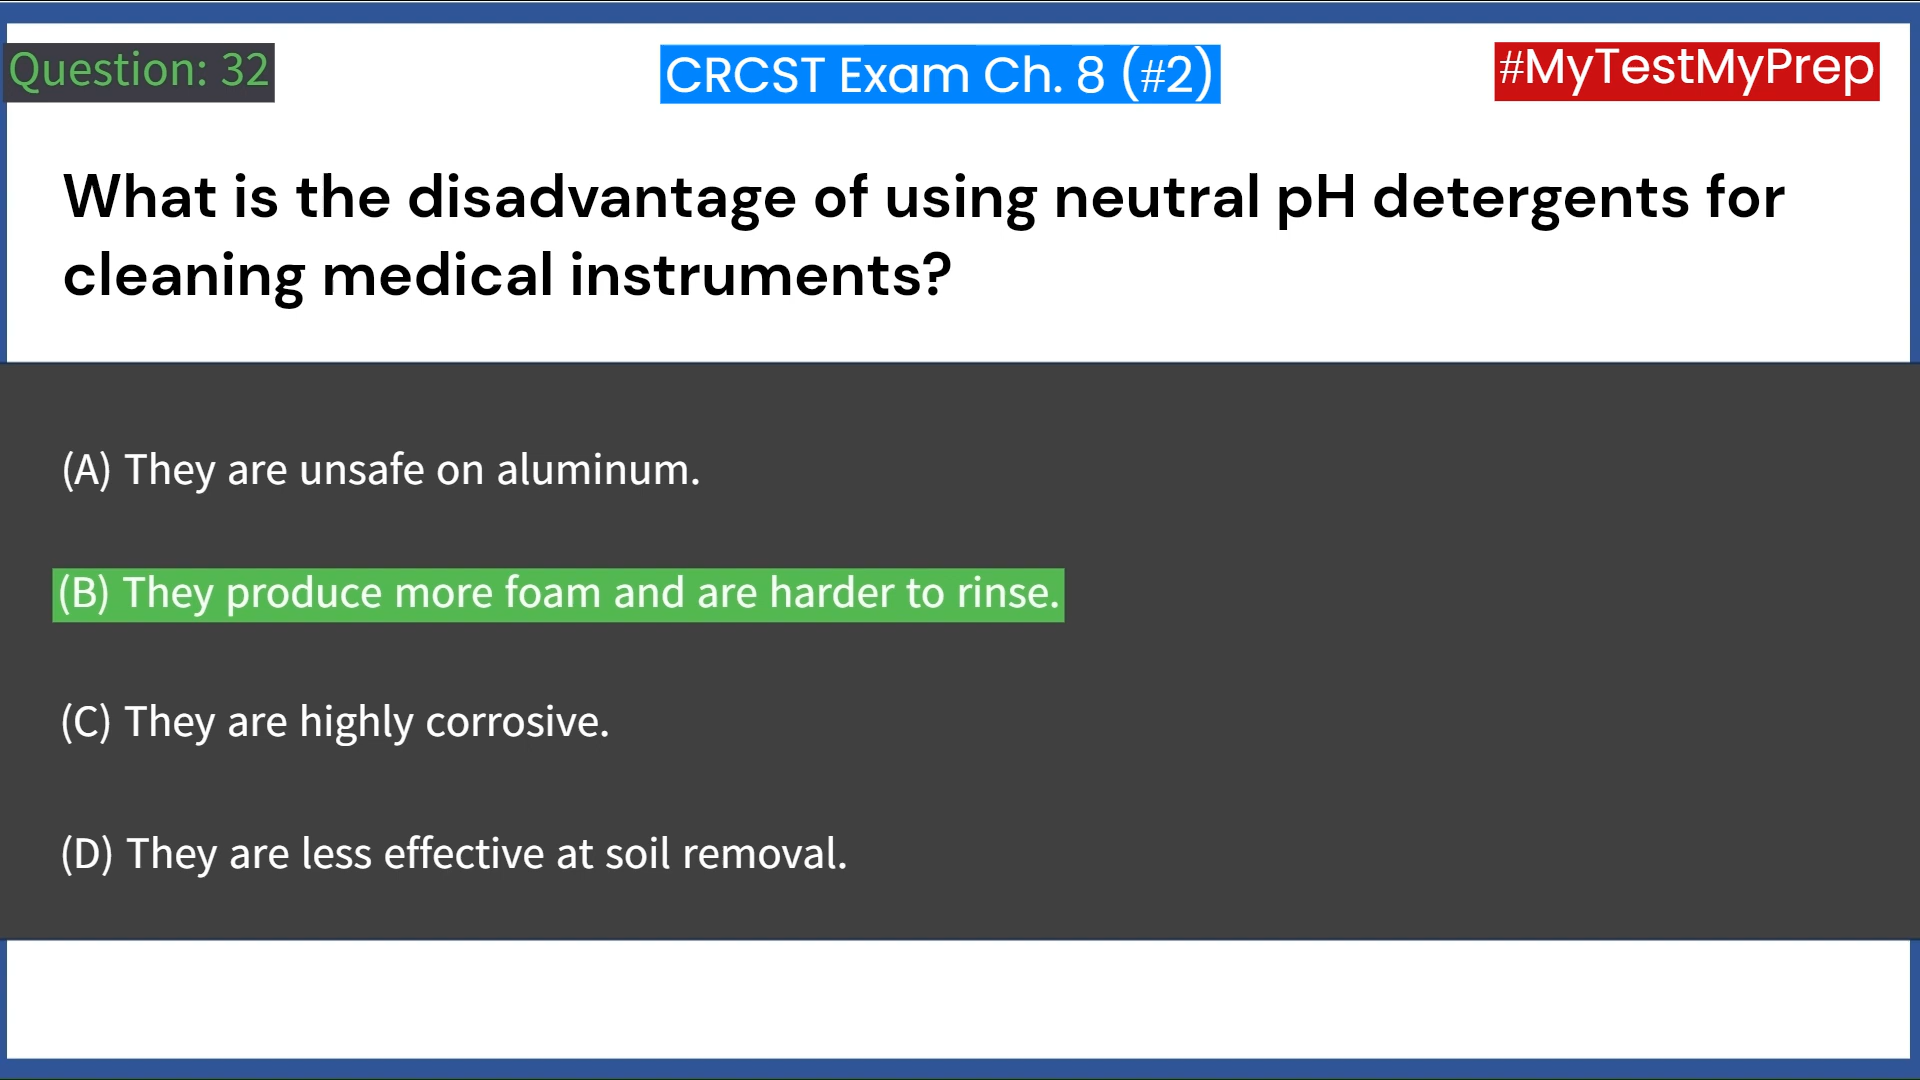 Question: 32
CRCST Exam Ch. 8 (#2)
#MyTestMyPrep
What is the disadvantage of using neutral pH detergents for
cleaning medical instruments?
(A) They are unsafe on aluminum.
(B) They produce more foam and are harder to rinse.
(C) They are highly corrosive.
(D) They are less effective at soil removal.